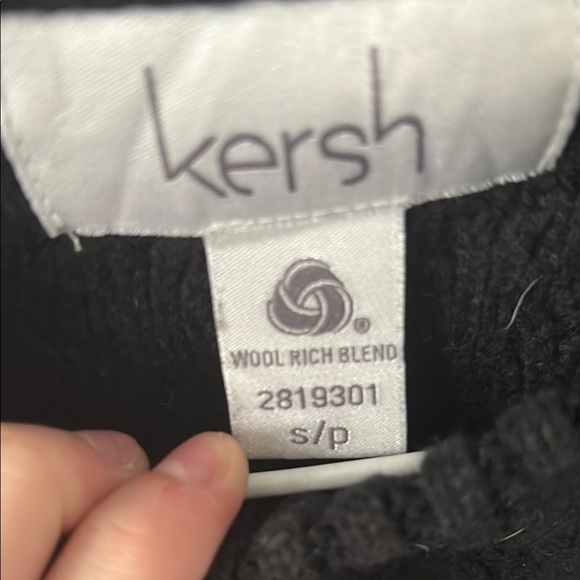 kersh
®
WOOL RICH BLEND
2819301
s/p